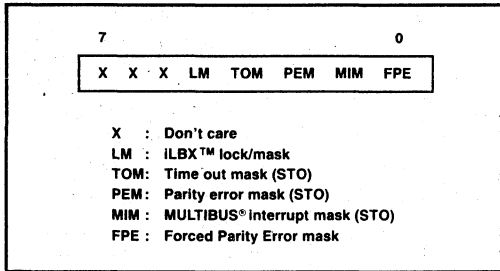 7 0
X X X LM TOM PEM MIM FPE
X : Don't care
LM : iLBX™ lock/mask
TOM: Time out mask (STO)
PEM: Parity error mask (STO)
MIM : MULTIBUS® interrupt mask (STO)
FPE : Forced Parity Error mask